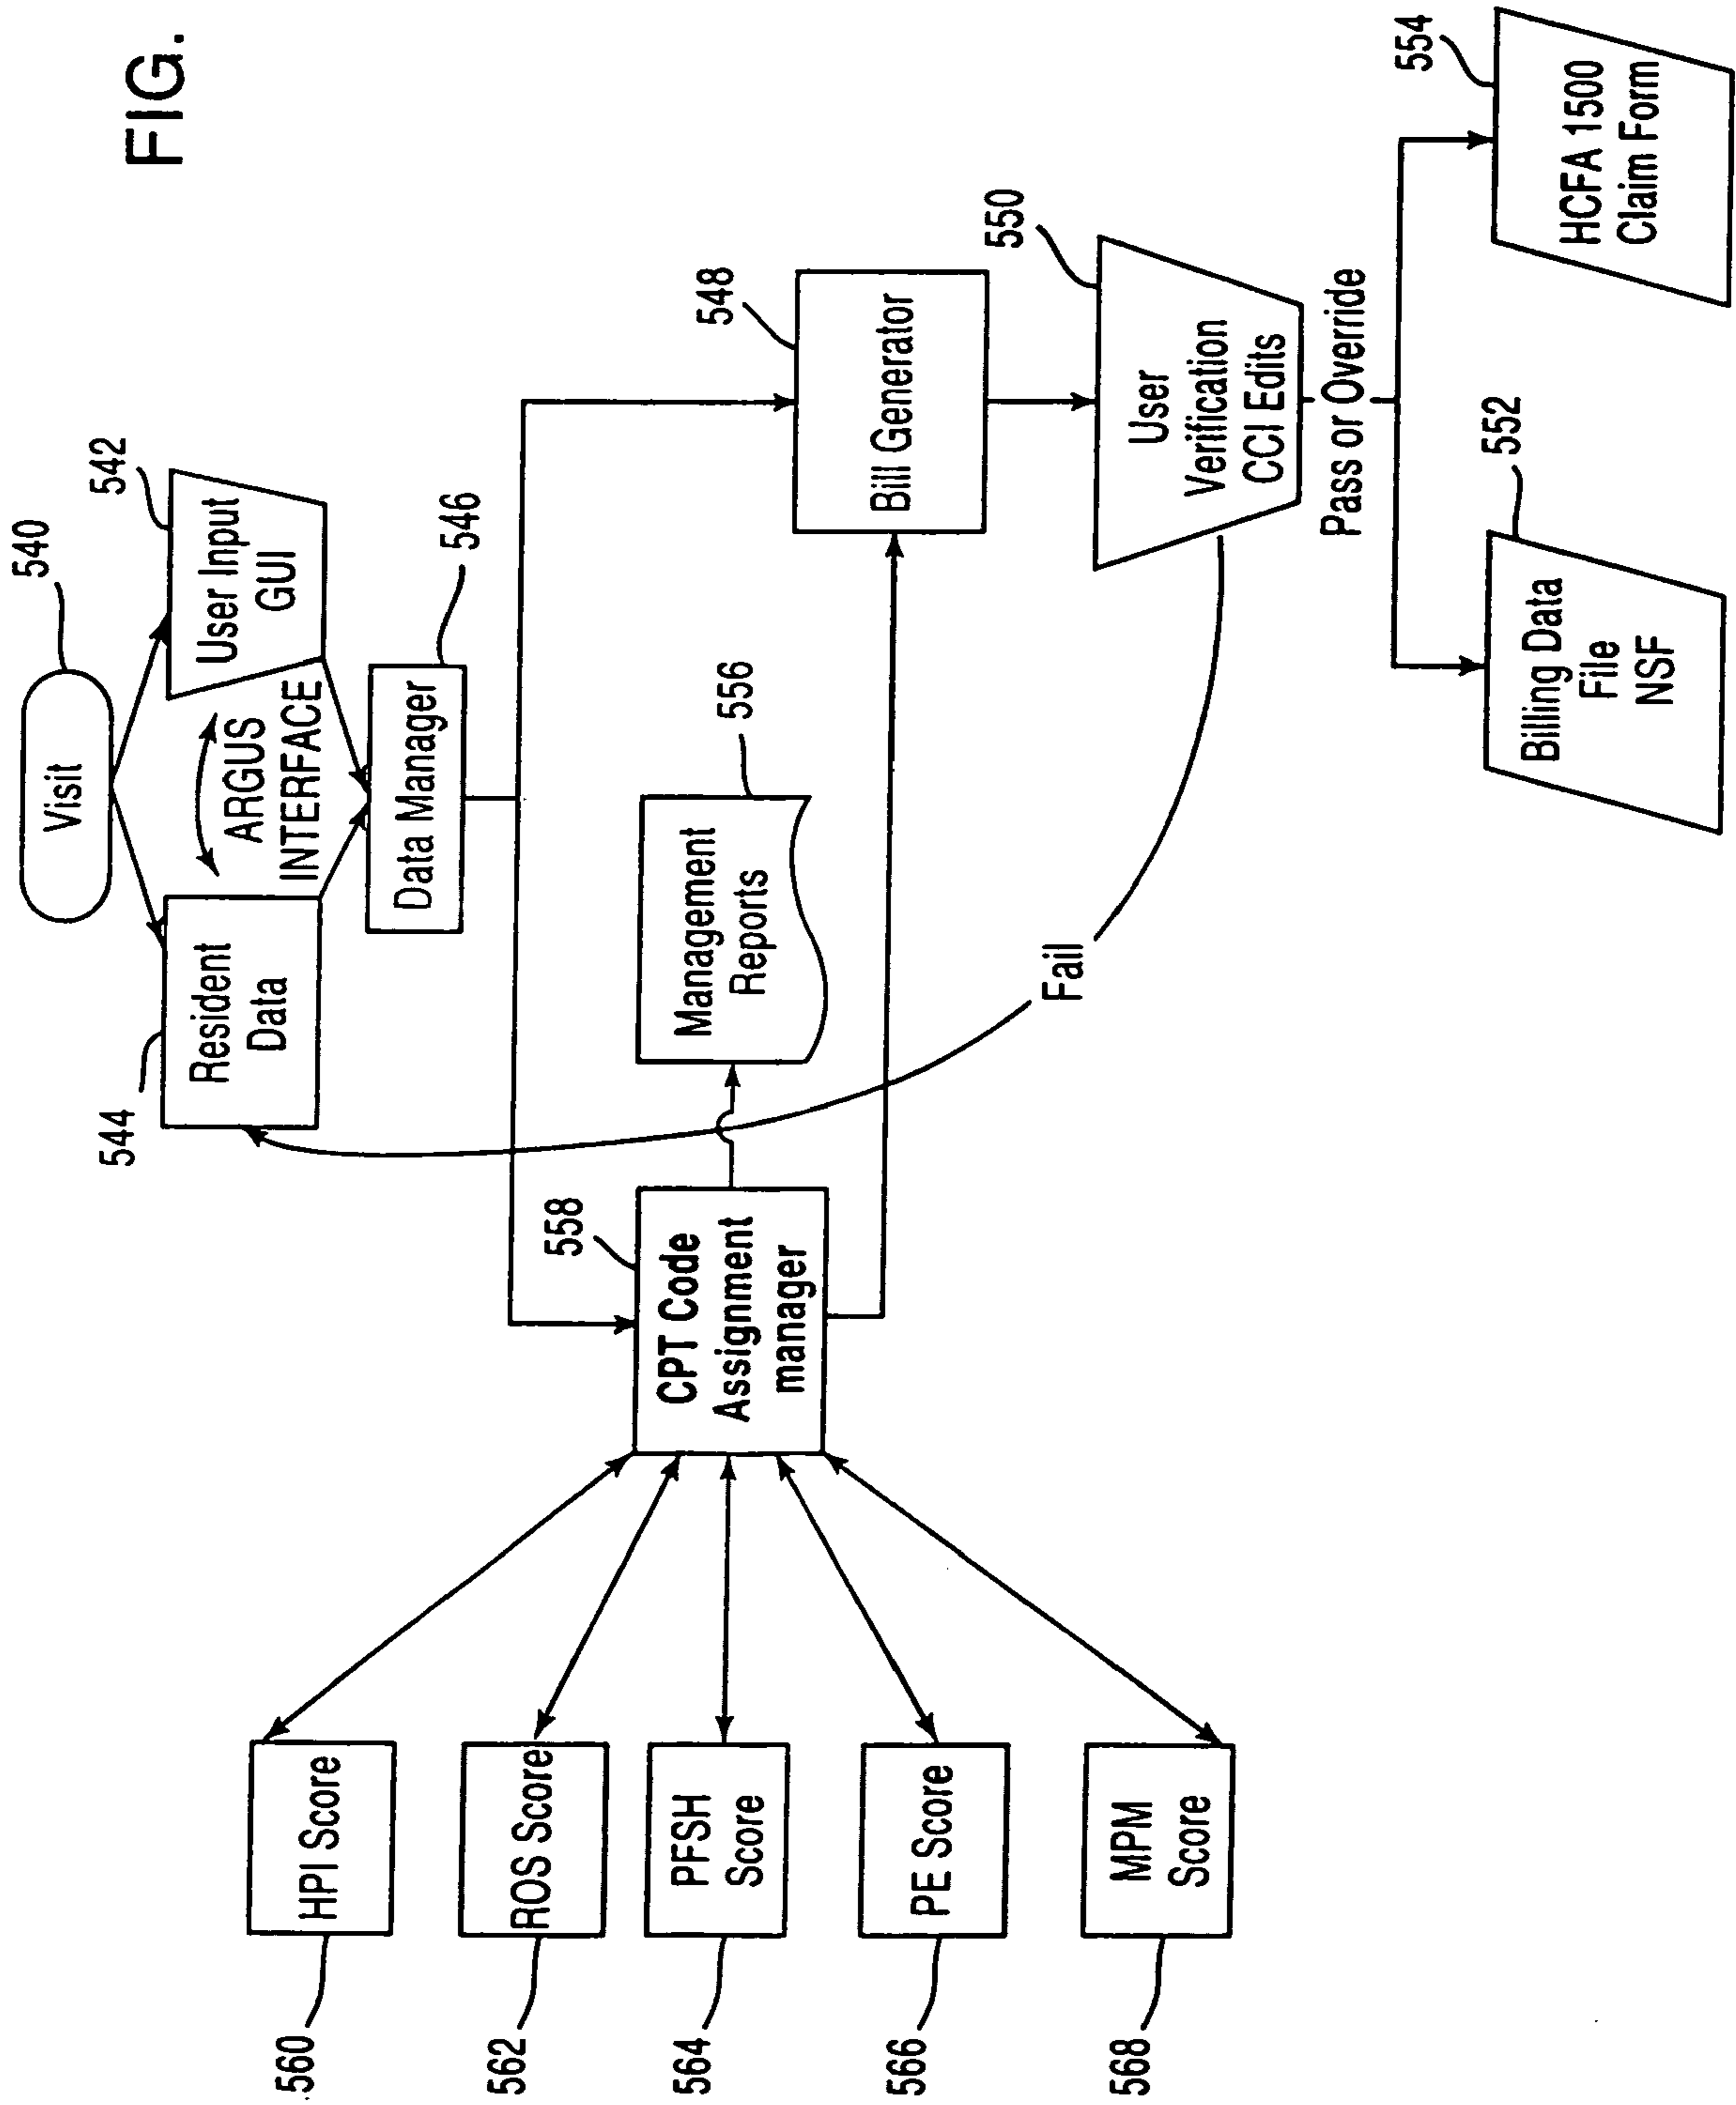 FIG.
540
Visit
542
User Input
GUI
544
Resident
Data
ARGUS
INTERFACE
546
Data Manager
548
Bill Generator
550
User
Verification
CCI Edits
Pass or Override
552
Billing Data
File
NSF
554
HCFA 1500
Claim Form
Fail
556
Management
Reports
558
CPT Code
Assignment
manager
560
HPI Score
562
ROS Score
564
PFSH
Score
566
PE Score
568
MPM
Score